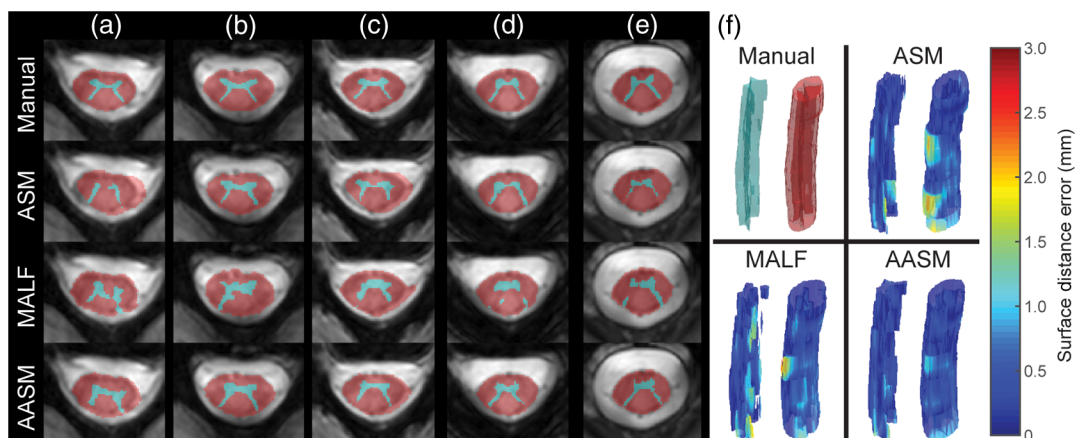 (a) (b) (c) (d) (e) (f)
Manual
ASM
MALF
AASM
Manual ASM
MALF AASM
3.0
2.5
2.0
1.5
1.0
0.5
0
Surface distance error (mm)